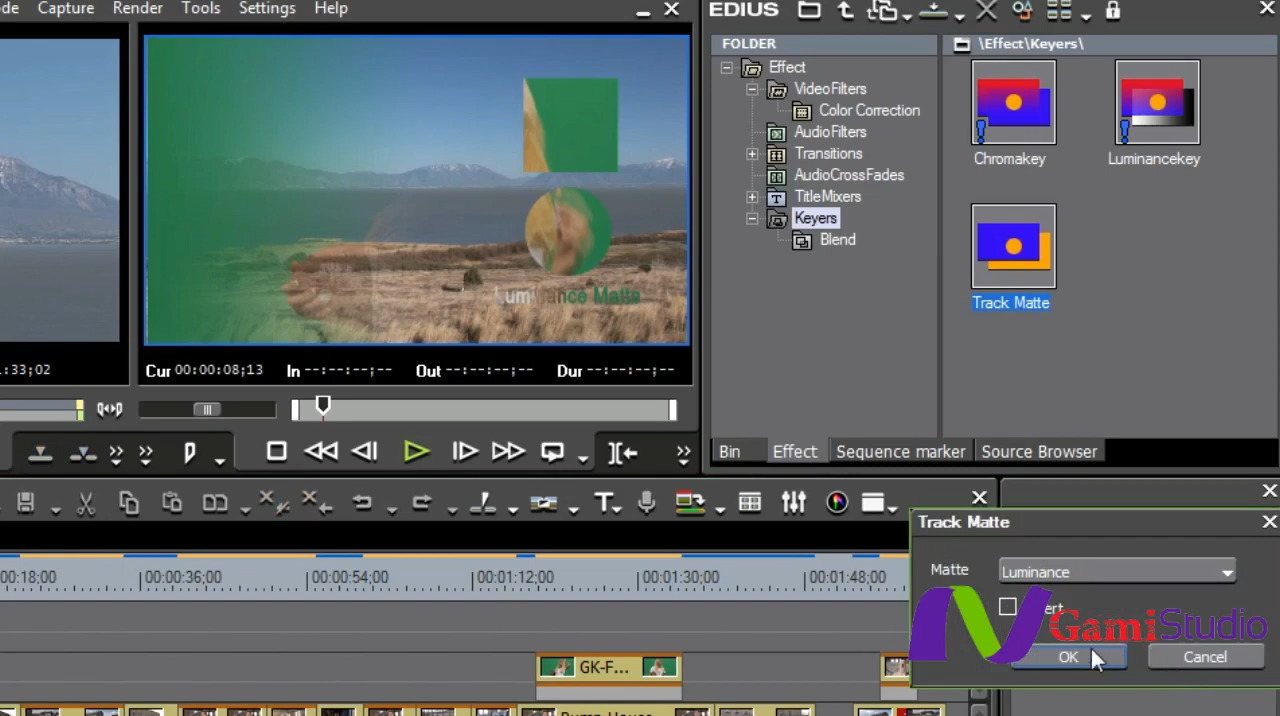 de Capture Render Tools Settings Help
EDIUS
FOLDER
\Effect\Keyers\
Effect
VideoFilters
Color Correction
AudioFilters
Transitions
AudioCrossFades
TitleMixers
Keyers
Blend
Chromakey
Luminancekey
Track Matte
Luminance Matte
:33;02
Cur 00:00:08;13 In --:--:--;-- Out --:--:--;-- Dur --:--:--;--
Bin Effect Sequence marker Source Browser
00:18;00 00:00:36;00 00:00:54;00 00:01:12;00 00:01:30;00 00:01:48;00
Track Matte
Matte Luminance
GamiStudio
OK Cancel
GK-F...